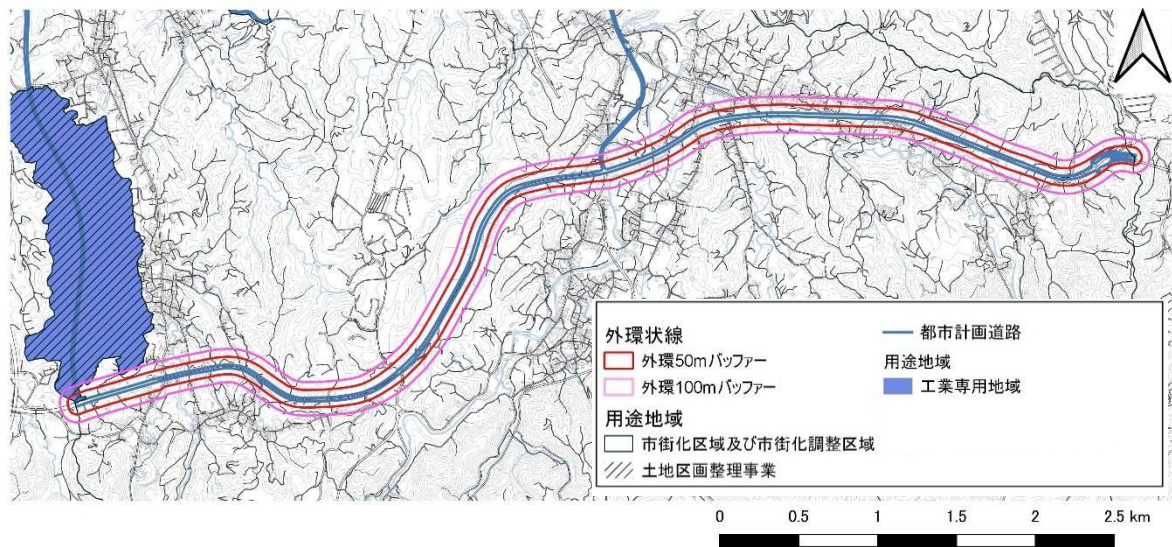 外環状線
外環50mバッファー
外環100mバッファー
用途地域
市街化区域及び市街化調整区域
土地区画整理事業
都市計画道路
用途地域
工業専用地域
0 0.5 1 1.5 2 2.5 km